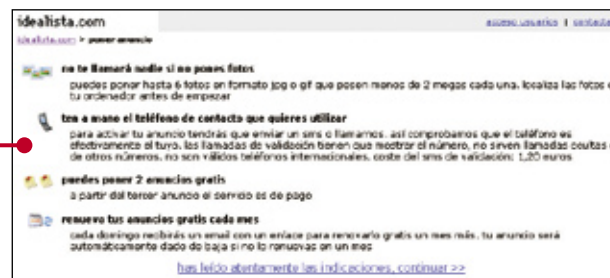 idealista.com
acceso usuarios | contacta
idealista.com > poner anuncio
no te llamará nadie si no pones fotos
puedes poner hasta 6 fotos en formato jpg o gif que pesen menos de 2 megas cada una. localiza las fotos
tu ordenador antes de empezar
ten a mano el teléfono de contacto que quieres utilizar
para activar tu anuncio tendrás que enviar un sms o llamarnos. así comprobamos que el teléfono es
efectivamente el tuyo. las llamadas de validación tienen que mostrar el número, no sirven llamadas ocultas
de otros números. no son válidos teléfonos internacionales. coste del sms de validación: 1,20 euros
puedes poner 2 anuncios gratis
a partir del tercer anuncio el servicio es de pago
renueva tus anuncios gratis cada mes
cada domingo recibirás un email con un enlace para renovarlo gratis un mes más. tu anuncio será
automáticamente dado de baja si no lo renuevas en un mes
has leído atentamente las indicaciones, continuar >>